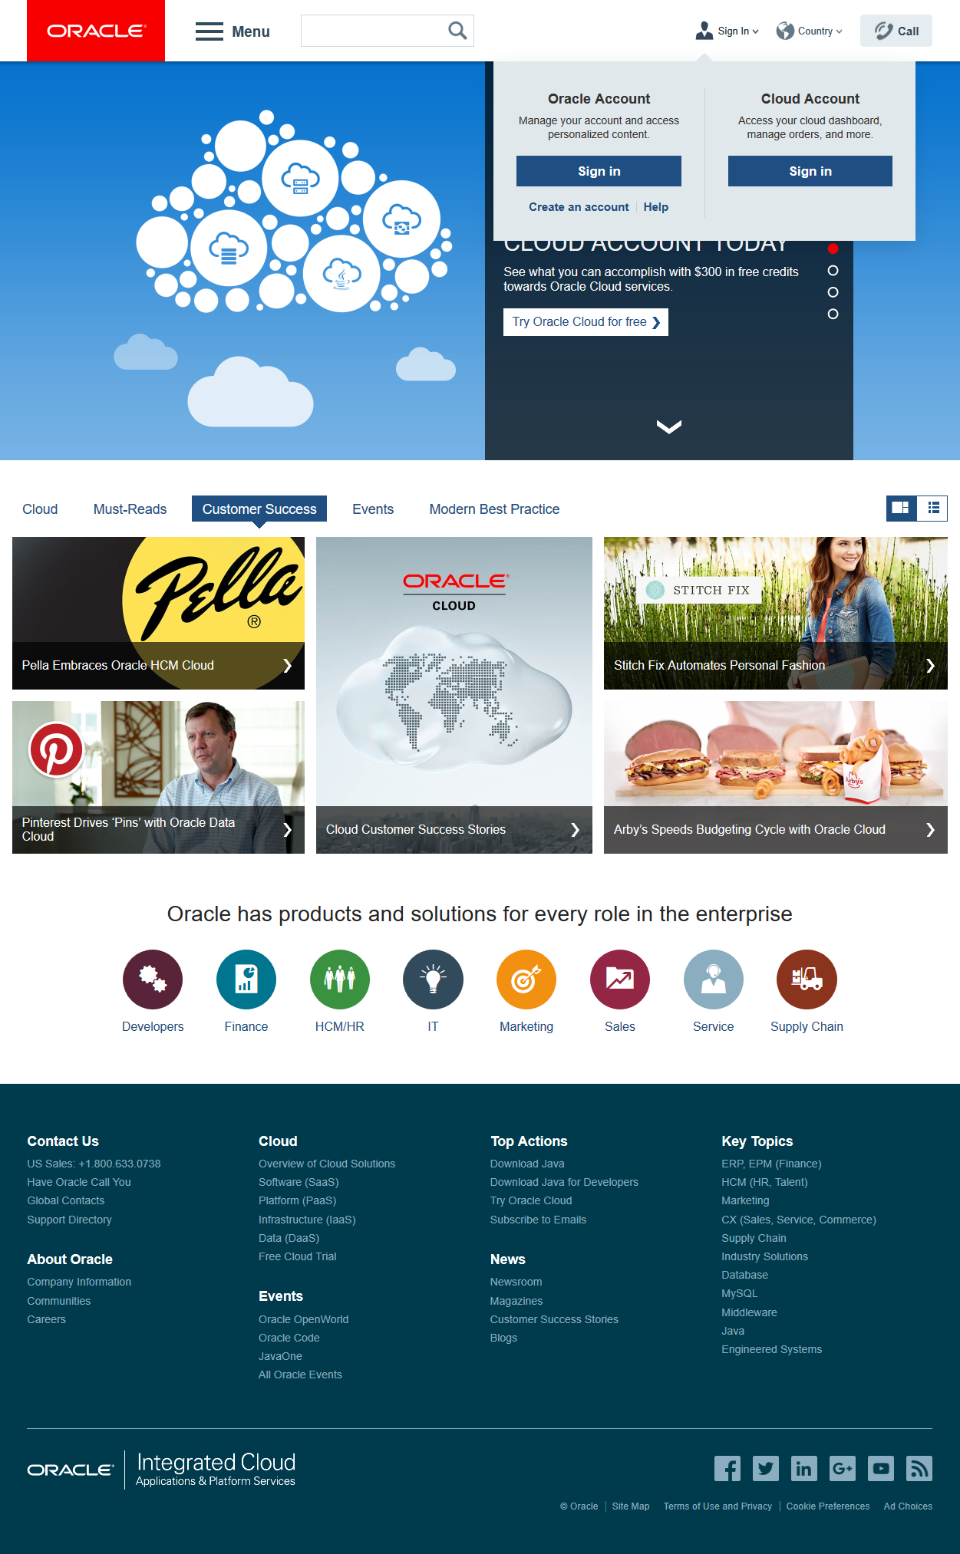 ORACLE
Menu
Sign In
Country
Call
Oracle Account
Manage your account and access
personalized content.
Sign in
Create an account | Help
Cloud Account
Access your cloud dashboard,
manage orders, and more.
Sign in
CLOUD ACCOUNT TODAY
See what you can accomplish with $300 in free credits
towards Oracle Cloud services.
Try Oracle Cloud for free
Cloud
Must-Reads
Customer Success
Events
Modern Best Practice
Pella
®
Pella Embraces Oracle HCM Cloud
ORACLE®
CLOUD
Cloud Customer Success Stories
STITCH FIX
Stitch Fix Automates Personal Fashion
Pinterest Drives 'Pins' with Oracle Data
Cloud
Arby's
Arby's Speeds Budgeting Cycle with Oracle Cloud
Oracle has products and solutions for every role in the enterprise
Developers
Finance
HCM/HR
IT
Marketing
Sales
Service
Supply Chain
Contact Us
US Sales: +1.800.633.0738
Have Oracle Call You
Global Contacts
Support Directory
About Oracle
Company Information
Communities
Careers
Cloud
Overview of Cloud Solutions
Software (SaaS)
Platform (PaaS)
Infrastructure (IaaS)
Data (DaaS)
Free Cloud Trial
Events
Oracle OpenWorld
Oracle Code
JavaOne
All Oracle Events
Top Actions
Download Java
Download Java for Developers
Try Oracle Cloud
Subscribe to Emails
News
Newsroom
Magazines
Customer Success Stories
Blogs
Key Topics
ERP, EPM (Finance)
HCM (HR, Talent)
Marketing
CX (Sales, Service, Commerce)
Supply Chain
Industry Solutions
Database
MySQL
Middleware
Java
Engineered Systems
ORACLE
Integrated Cloud
Applications & Platform Services
© Oracle | Site Map Terms of Use and Privacy | Cookie Preferences Ad Choices